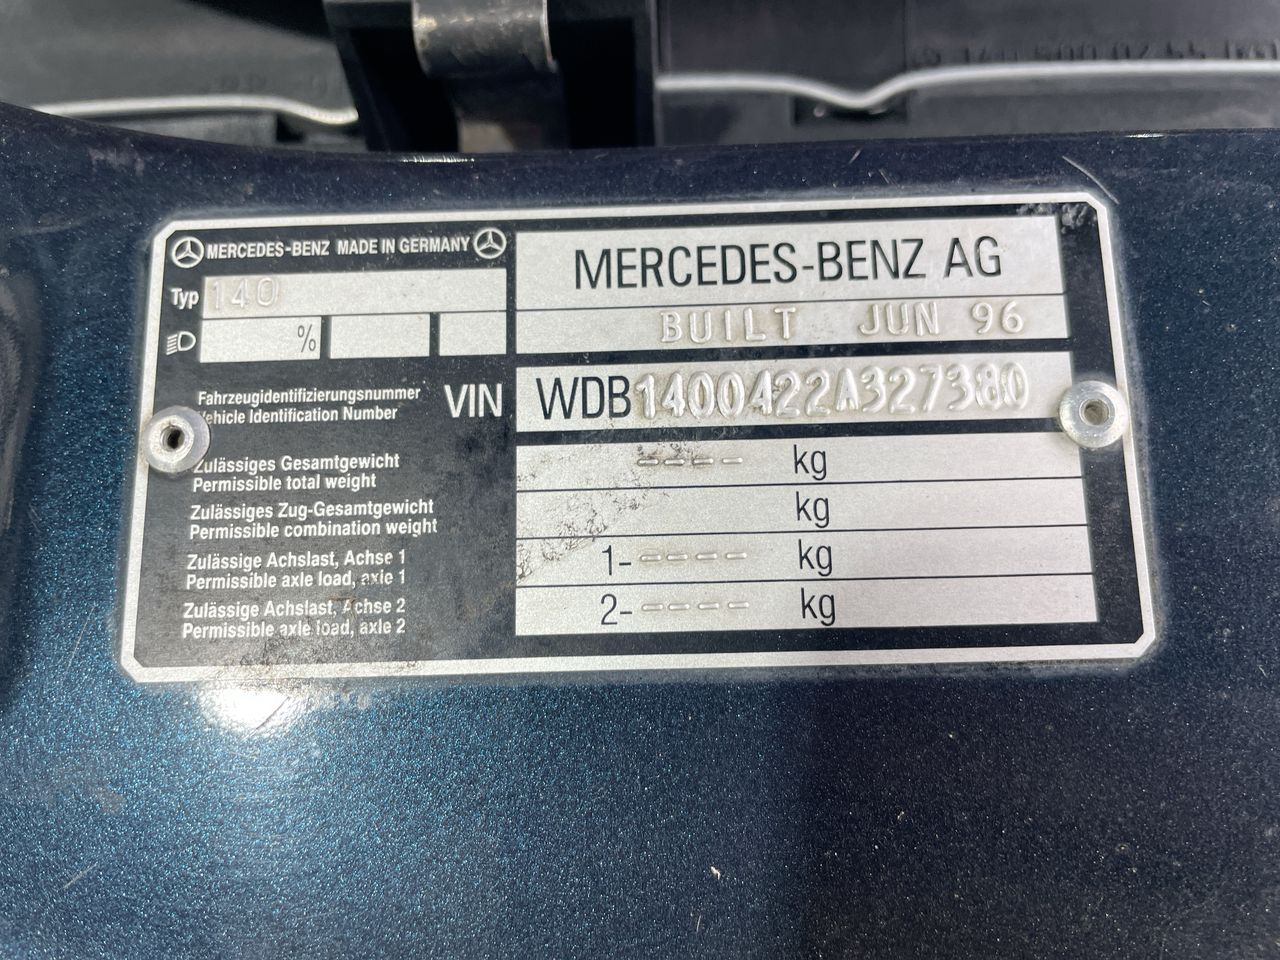 MERCEDES-BENZ MADE IN GERMANY
MERCEDES-BENZ AG
Typ 140
BUILT JUN 96
%
Fahrzeugidentifizierungsnummer
Vehicle Identification Number
VIN WDB1400422A327380
Zulässiges Gesamtgewicht
Permissible total weight
---- kg
Zulässiges Zug-Gesamtgewicht
Permissible combination weight
kg
Zulässige Achslast, Achse 1
Permissible axle load, axle 1
1- ---- kg
Zulässige Achslast, Achse 2
Permissible axle load, axle 2
2- ---- kg